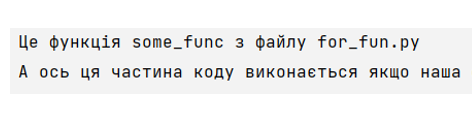 Це функція some_func з файлу for_fun.py
А ось ця частина коду виконається якщо наша